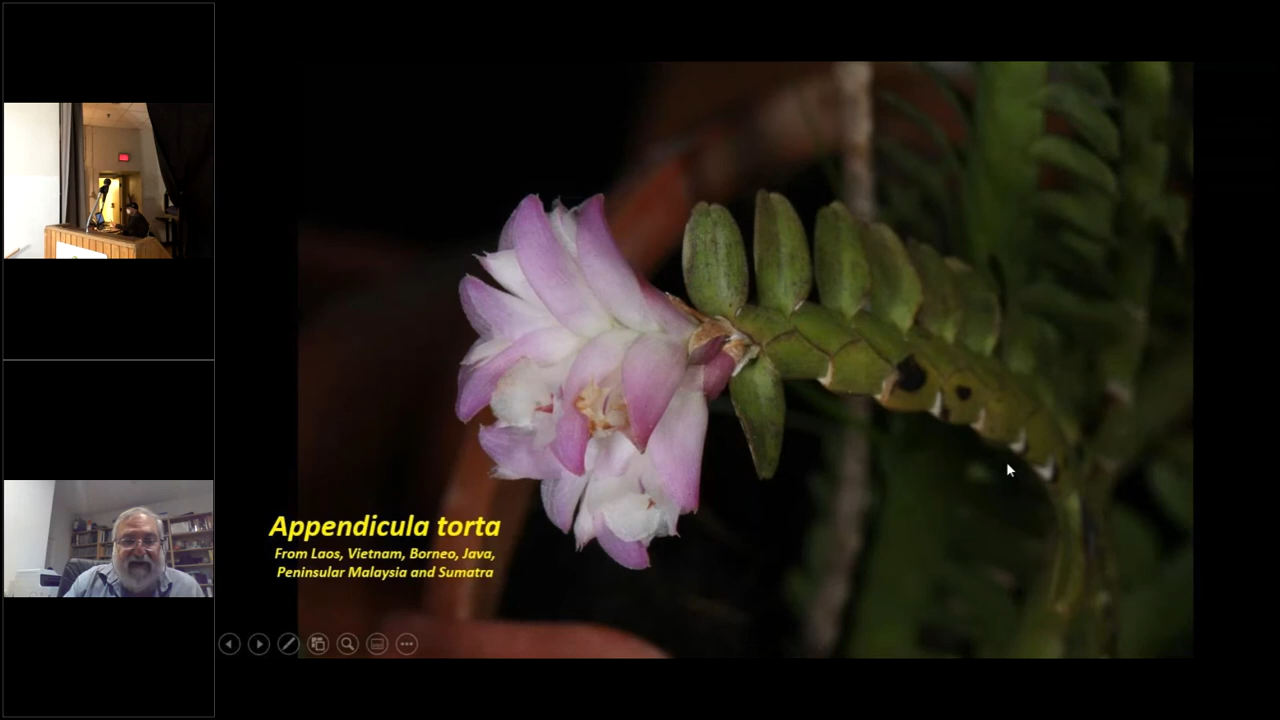 Appendicula torta
From Laos, Vietnam, Borneo, Java,
Peninsular Malaysia and Sumatra